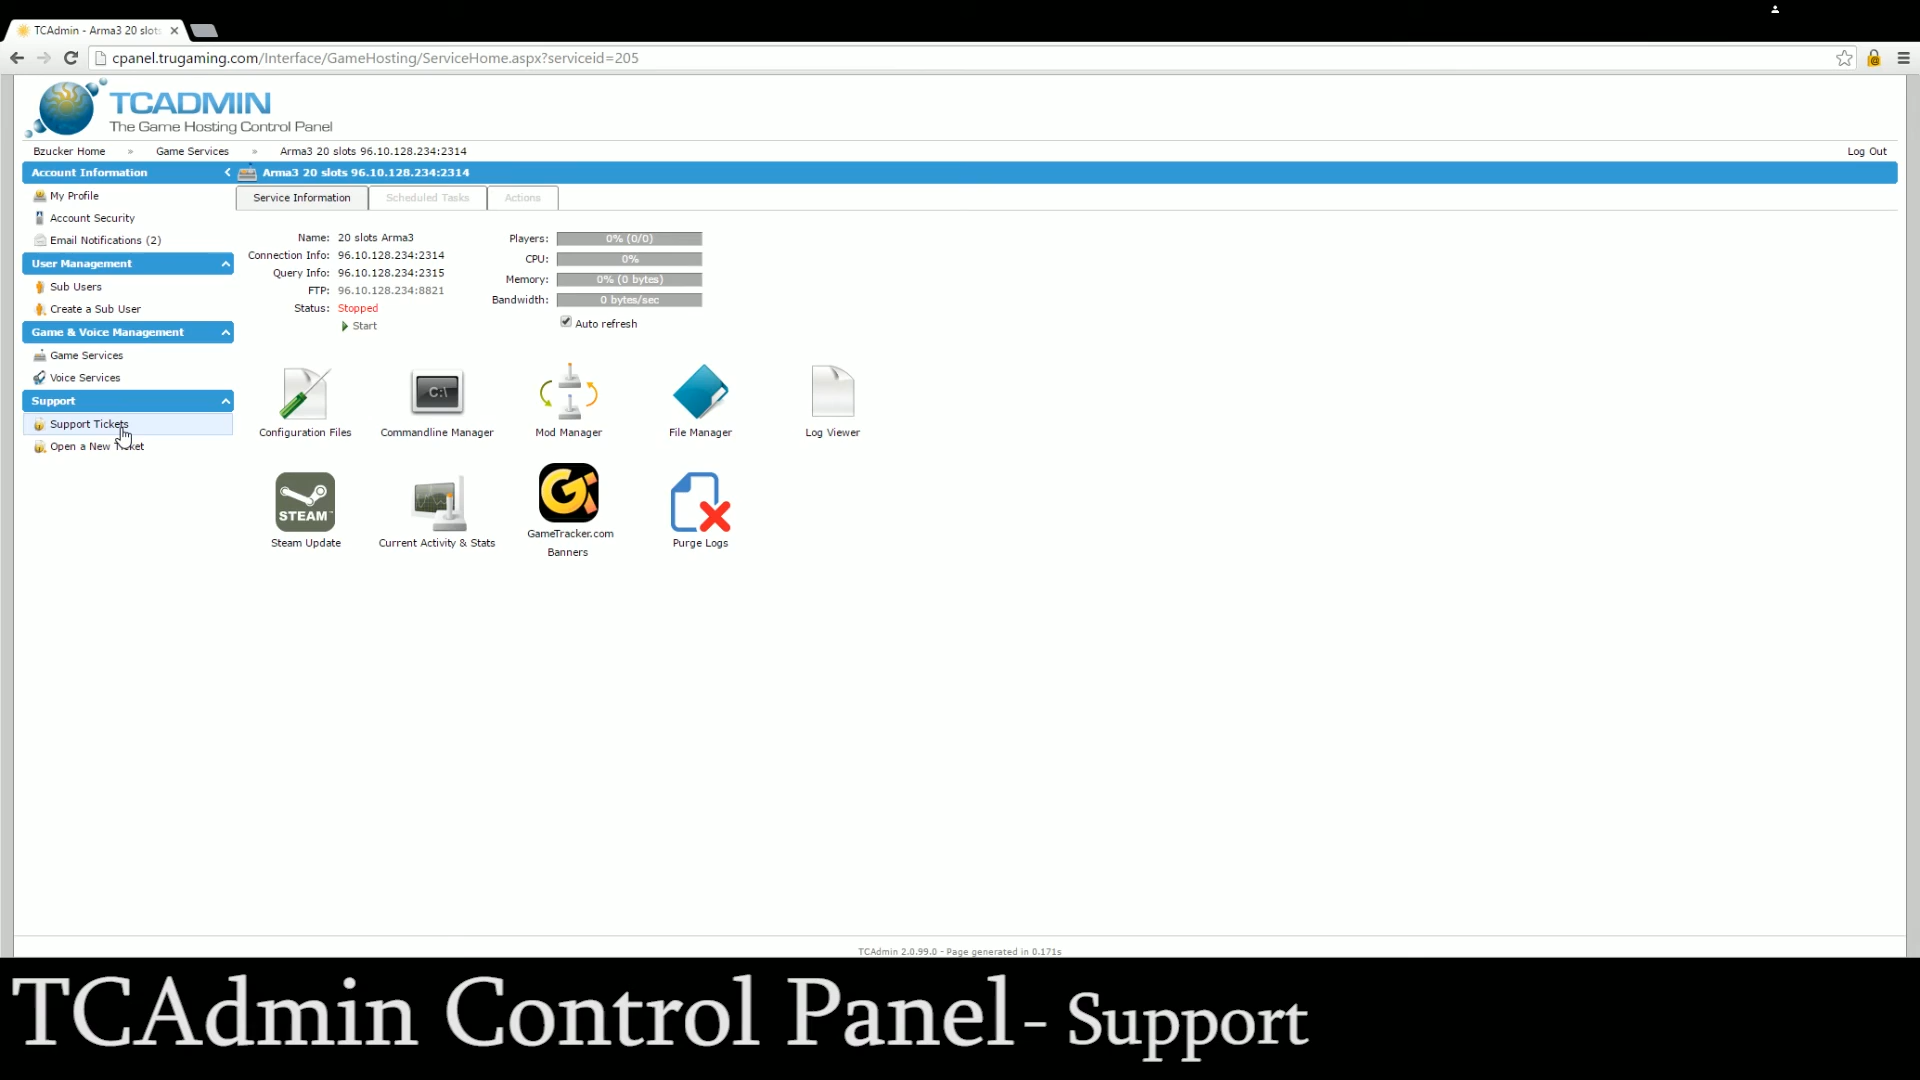 TCAdmin - Arma3 20 slots
cpanel.trugaming.com/Interface/GameHosting/ServiceHome.aspx?serviceid=205
TCADMIN
The Game Hosting Control Panel
Bzucker Home » Game Services » Arma3 20 slots 96.10.128.234:2314
Log Out
Account Information
My Profile
Account Security
Email Notifications (2)
User Management
Sub Users
Create a Sub User
Game & Voice Management
Game Services
Voice Services
Support
Support Tickets
Open a New Ticket
Arma3 20 slots 96.10.128.234:2314
Service Information
Scheduled Tasks
Actions
Name: 20 slots Arma3
Connection Info: 96.10.128.234:2314
Query Info: 96.10.128.234:2315
FTP: 96.10.128.234:8821
Status: Stopped
Start
Players: 0% (0/0)
CPU: 0%
Memory: 0% (0 bytes)
Bandwidth: 0 bytes/sec
Auto refresh
C:\
Configuration Files
Commandline Manager
Mod Manager
File Manager
Log Viewer
STEAM
Steam Update
Current Activity & Stats
GameTracker.com
Banners
Purge Logs
TCAdmin 2.0.99.0 - Page generated in 0.171s
TCAdmin Control Panel - Support